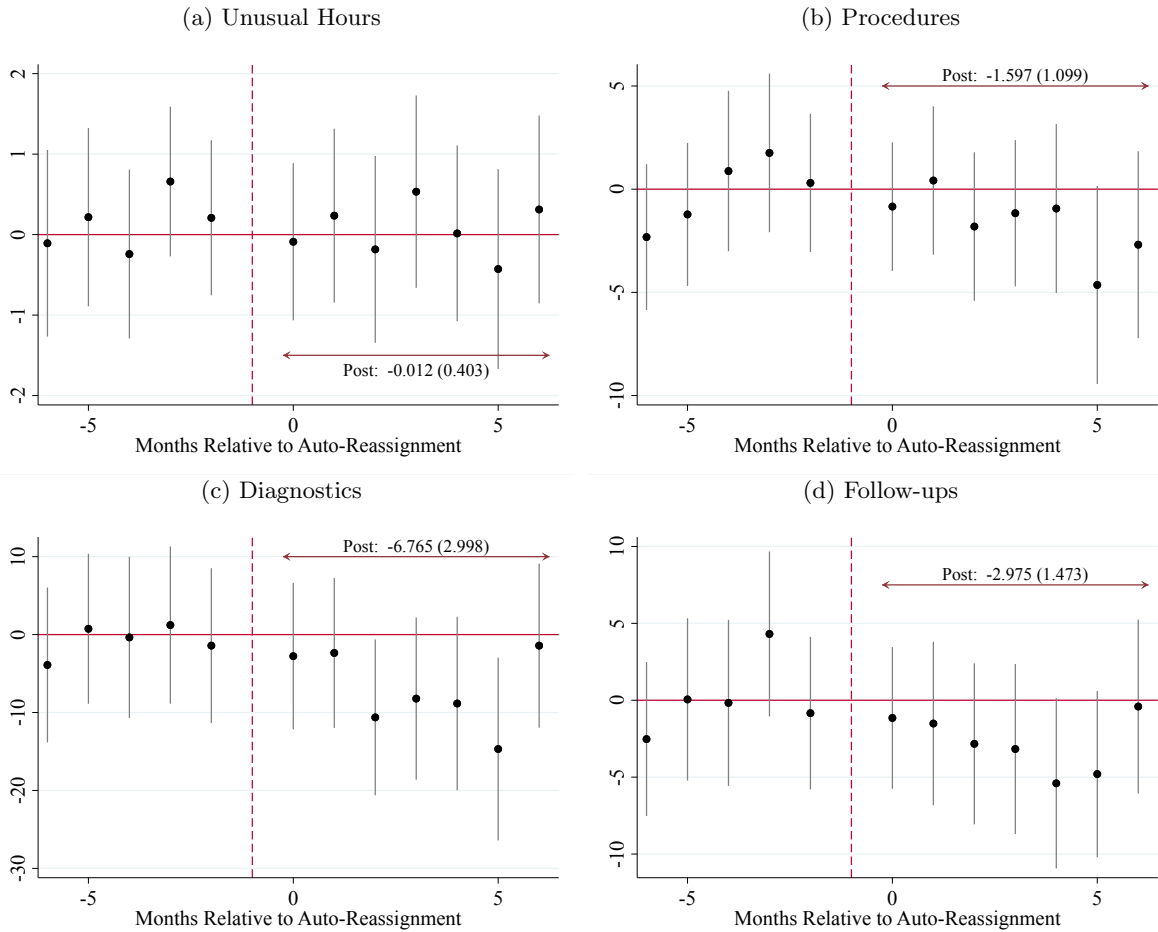 (a) Unusual Hours
2
1
0
-1
-2
Post: -0.012 (0.403)
-5
0
5
Months Relative to Auto-Reassignment
(b) Procedures
5
0
-5
-10
Post: -1.597 (1.099)
-5
0
5
Months Relative to Auto-Reassignment
(c) Diagnostics
10
0
-10
-20
-30
Post: -6.765 (2.998)
-5
0
5
Months Relative to Auto-Reassignment
(d) Follow-ups
10
5
0
-5
-10
Post: -2.975 (1.473)
-5
0
5
Months Relative to Auto-Reassignment